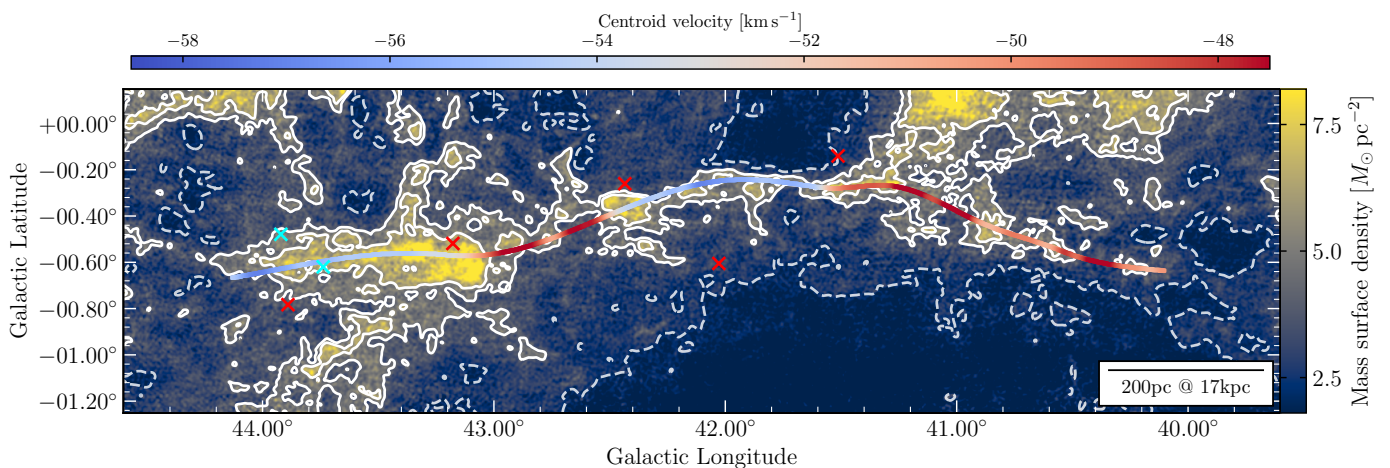 Centroid velocity [km s⁻¹]
−58 −56 −54 −52 −50 −48
Galactic Latitude
+00.00°
−00.20°
−00.40°
−00.60°
−00.80°
−01.00°
−01.20°
200pc @ 17kpc
44.00° 43.00° 42.00° 41.00° 40.00°
Galactic Longitude
7.5
5.0
2.5
Mass surface density [M⊙ pc⁻²]